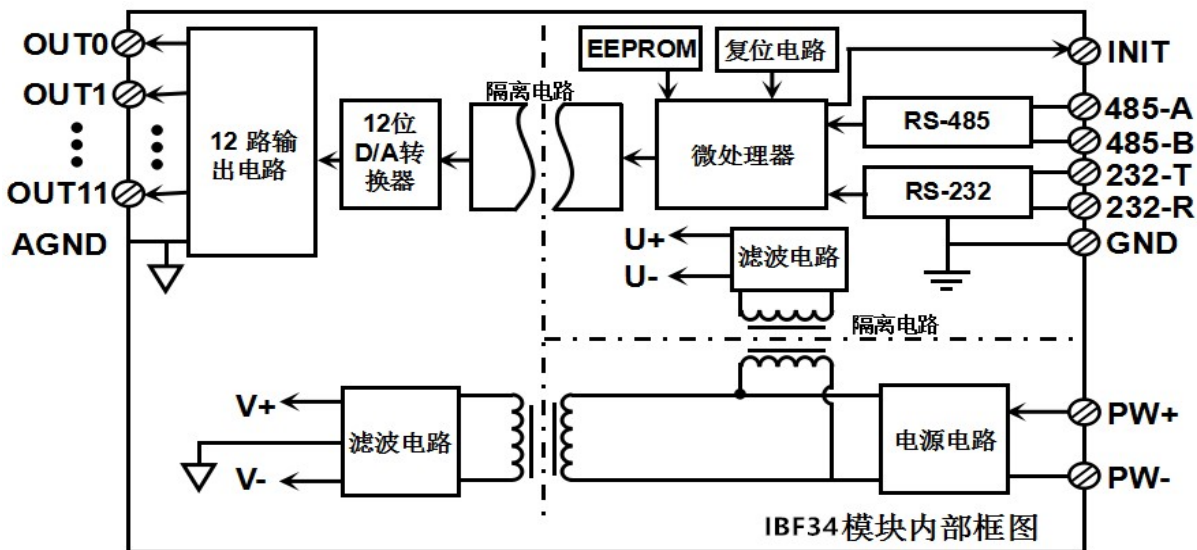 OUT0
OUT1
OUT11
AGND
12 路输
出电路
12位
D/A转
换器
隔离电路
EEPROM
复位电路
微处理器
RS-485
RS-232
INIT
485-A
485-B
232-T
232-R
GND
U+
U-
滤波电路
隔离电路
V+
V-
滤波电路
电源电路
PW+
PW-
IBF34模块内部框图